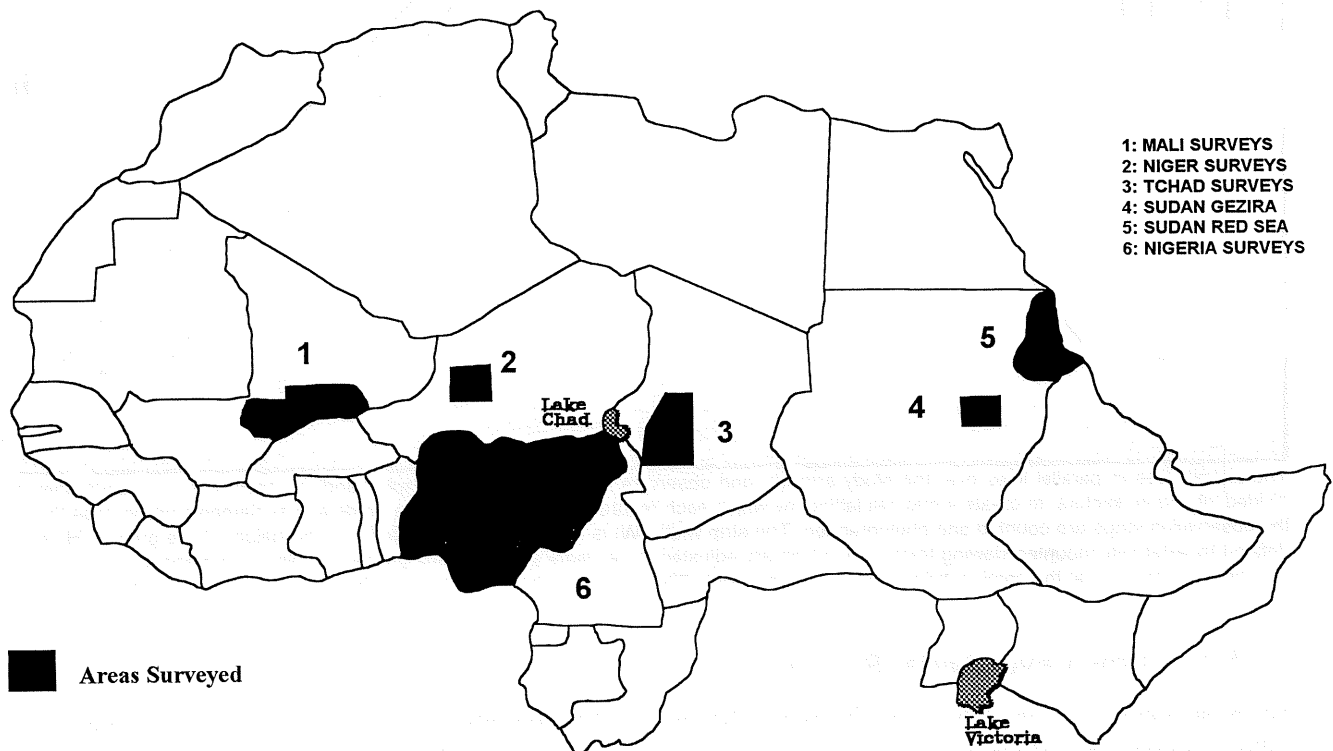 1: MALI SURVEYS
2: NIGER SURVEYS
3: TCHAD SURVEYS
4: SUDAN GEZIRA
5: SUDAN RED SEA
6: NIGERIA SURVEYS
1
2
5
Lake
Chad
3
4
6
Areas Surveyed
Lake
Victoria